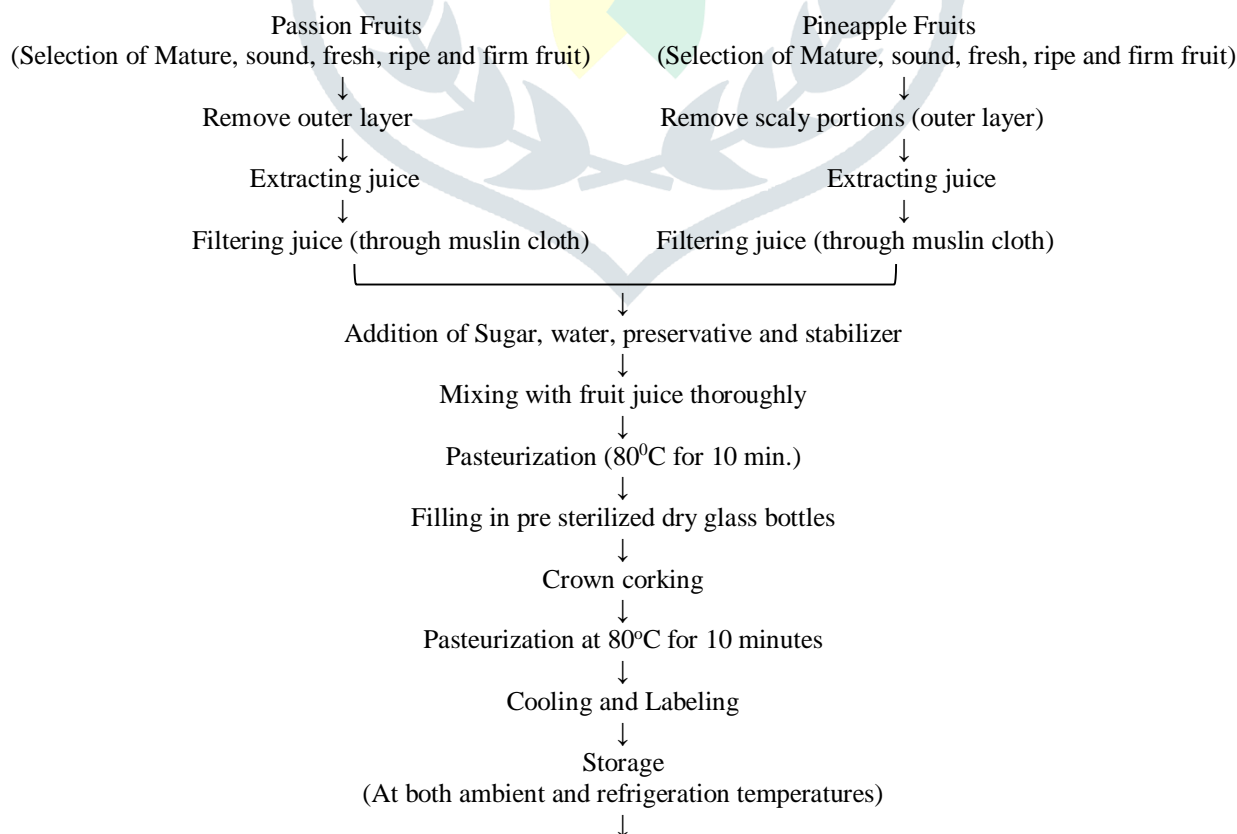 Passion Fruits Pineapple Fruits
(Selection of Mature, sound, fresh, ripe and firm fruit) (Selection of Mature, sound, fresh, ripe and firm fruit)
↓ ↓
Remove outer layer Remove scaly portions (outer layer)
↓ ↓
Extracting juice Extracting juice
↓ ↓
Filtering juice (through muslin cloth) Filtering juice (through muslin cloth)
↓
Addition of Sugar, water, preservative and stabilizer
↓
Mixing with fruit juice thoroughly
↓
Pasteurization (80⁰C for 10 min.)
↓
Filling in pre sterilized dry glass bottles
↓
Crown corking
↓
Pasteurization at 80ᵒC for 10 minutes
↓
Cooling and Labeling
↓
Storage
(At both ambient and refrigeration temperatures)
↓